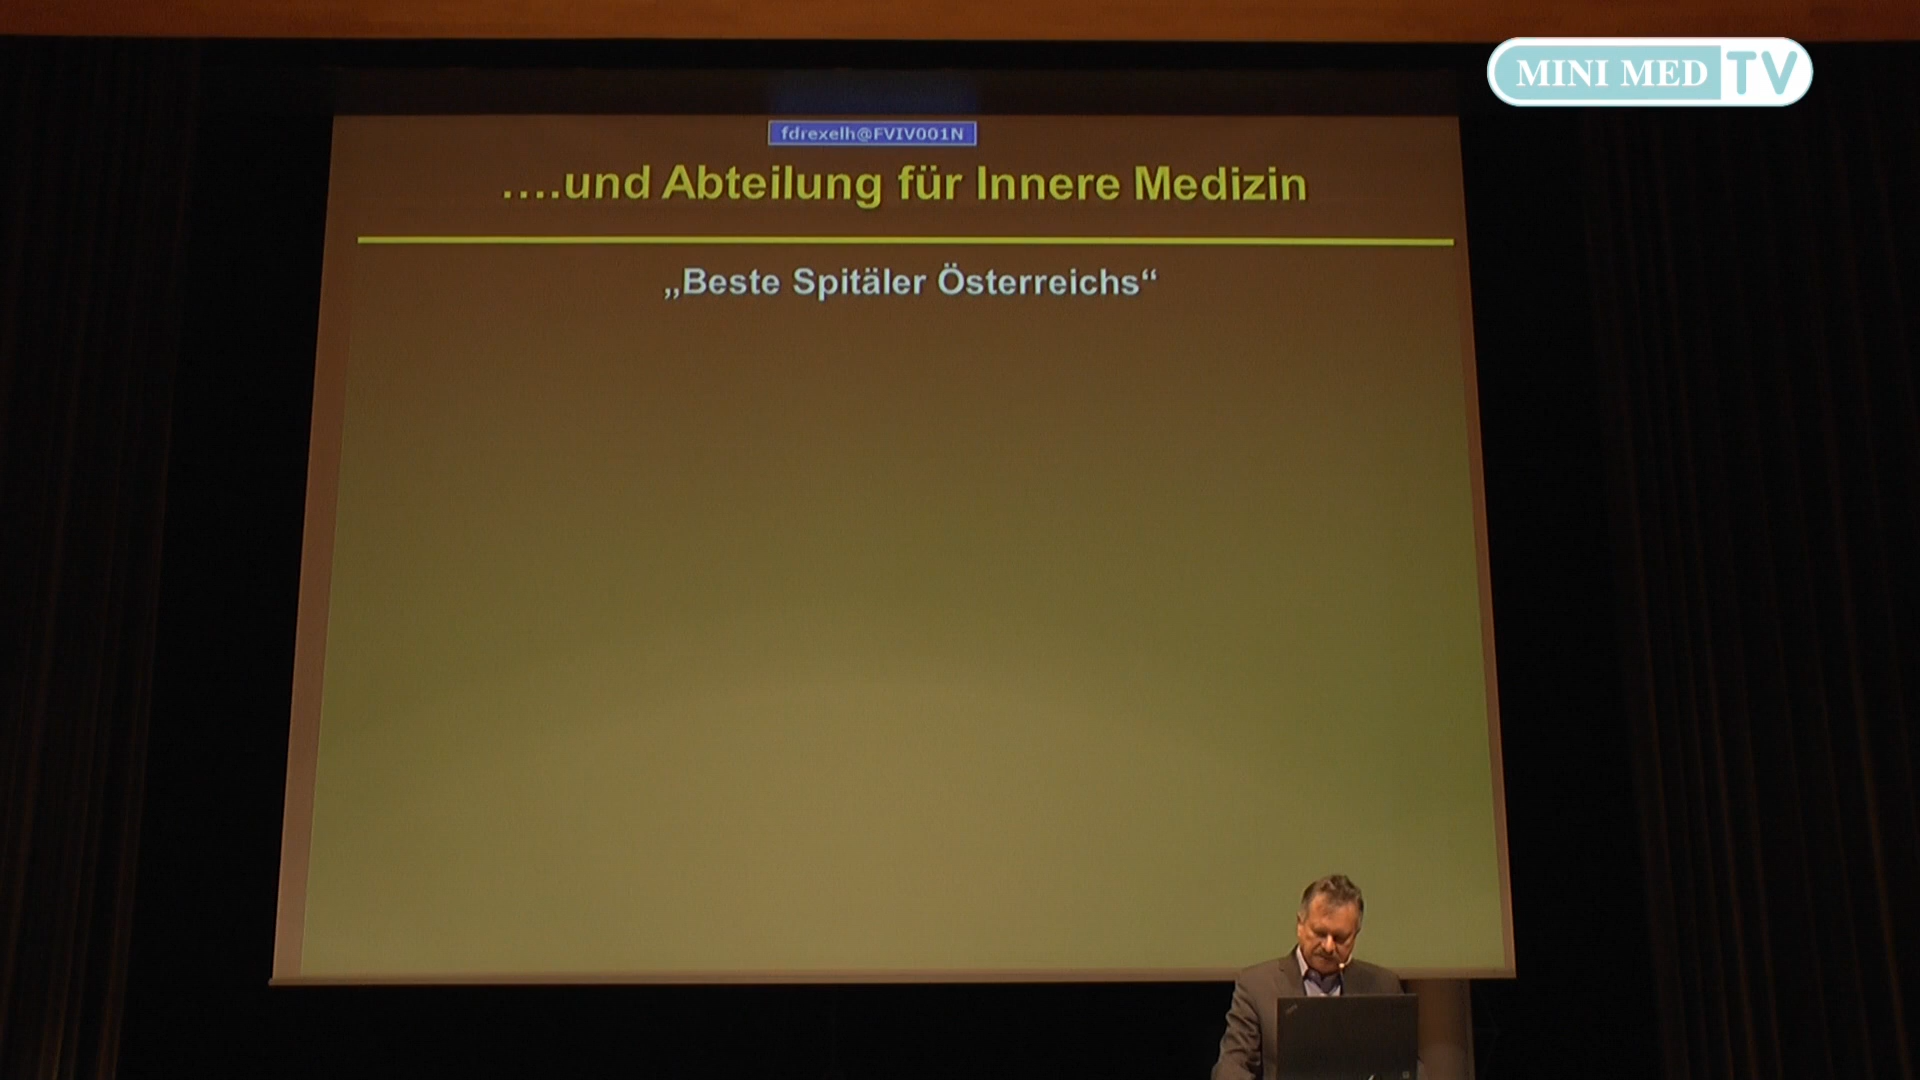 MINI MED TV
fdrexelh@FVIV001N
....und Abteilung für Innere Medizin
„Beste Spitäler Österreichs“